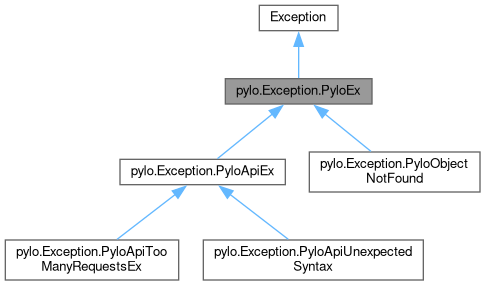 Exception
pylo.Exception.PyloEx
pylo.Exception.PyloApiEx
pylo.Exception.PyloObject
NotFound
pylo.Exception.PyloApiToo
ManyRequestsEx
pylo.Exception.PyloApiUnexpected
Syntax